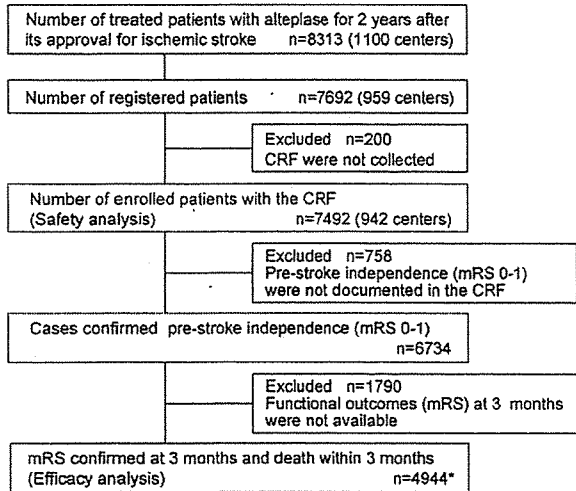 Number of treated patients with alteplase for 2 years after
its approval for ischemic stroke n=8313 (1100 centers)
Number of registered patients n=7692 (959 centers)
Excluded n=200
CRF were not collected
Number of enrolled patients with the CRF
(Safety analysis) n=7492 (942 centers)
Excluded n=758
Pre-stroke independence (mRS 0-1)
were not documented in the CRF
Cases confirmed pre-stroke independence (mRS 0-1)
n=6734
Excluded n=1790
Functional outcomes (mRS) at 3 months
were not available
mRS confirmed at 3 months and death within 3 months
(Efficacy analysis) n=4944*